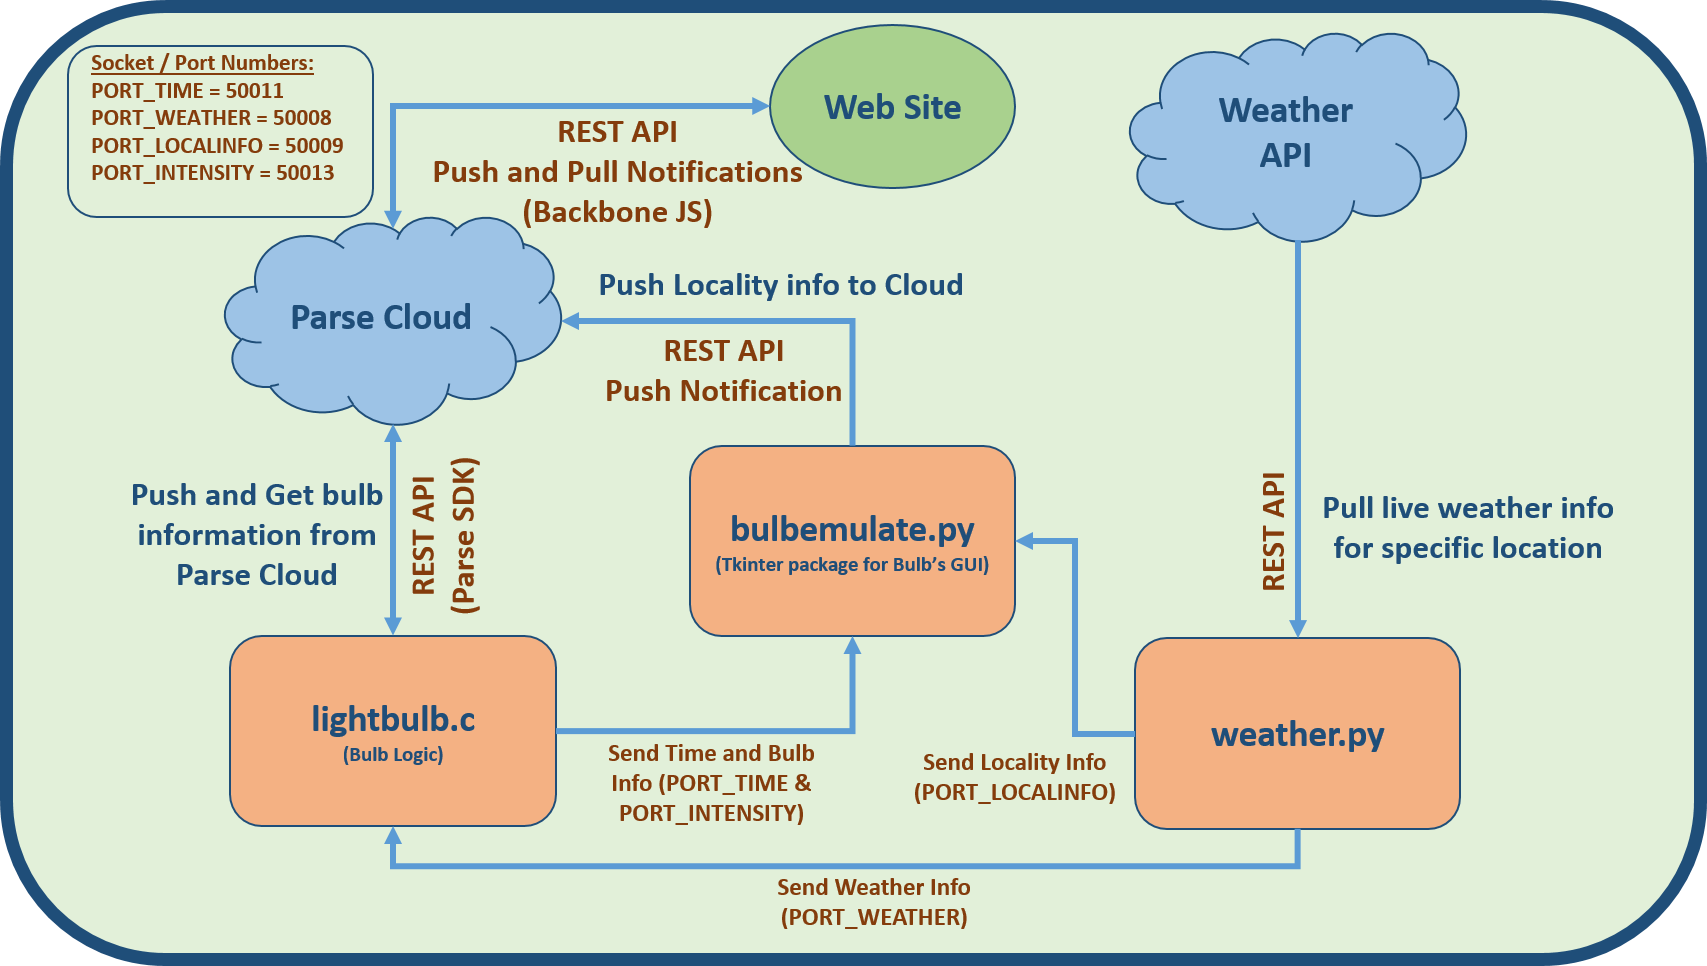 Socket / Port Numbers:
PORT_TIME = 50011
PORT_WEATHER = 50008
PORT_LOCALINFO = 50009
PORT_INTENSITY = 50013
Web Site
Weather
API
REST API
Push and Pull Notifications
(Backbone JS)
Parse Cloud
Push Locality info to Cloud
REST API
Push Notification
Push and Get bulb
information from
Parse Cloud
REST API
(Parse SDK)
bulbemulate.py
(Tkinter package for Bulb’s GUI)
REST API
Pull live weather info
for specific location
lightbulb.c
(Bulb Logic)
Send Time and Bulb
Info (PORT_TIME &
PORT_INTENSITY)
Send Locality Info
(PORT_LOCALINFO)
weather.py
Send Weather Info
(PORT_WEATHER)